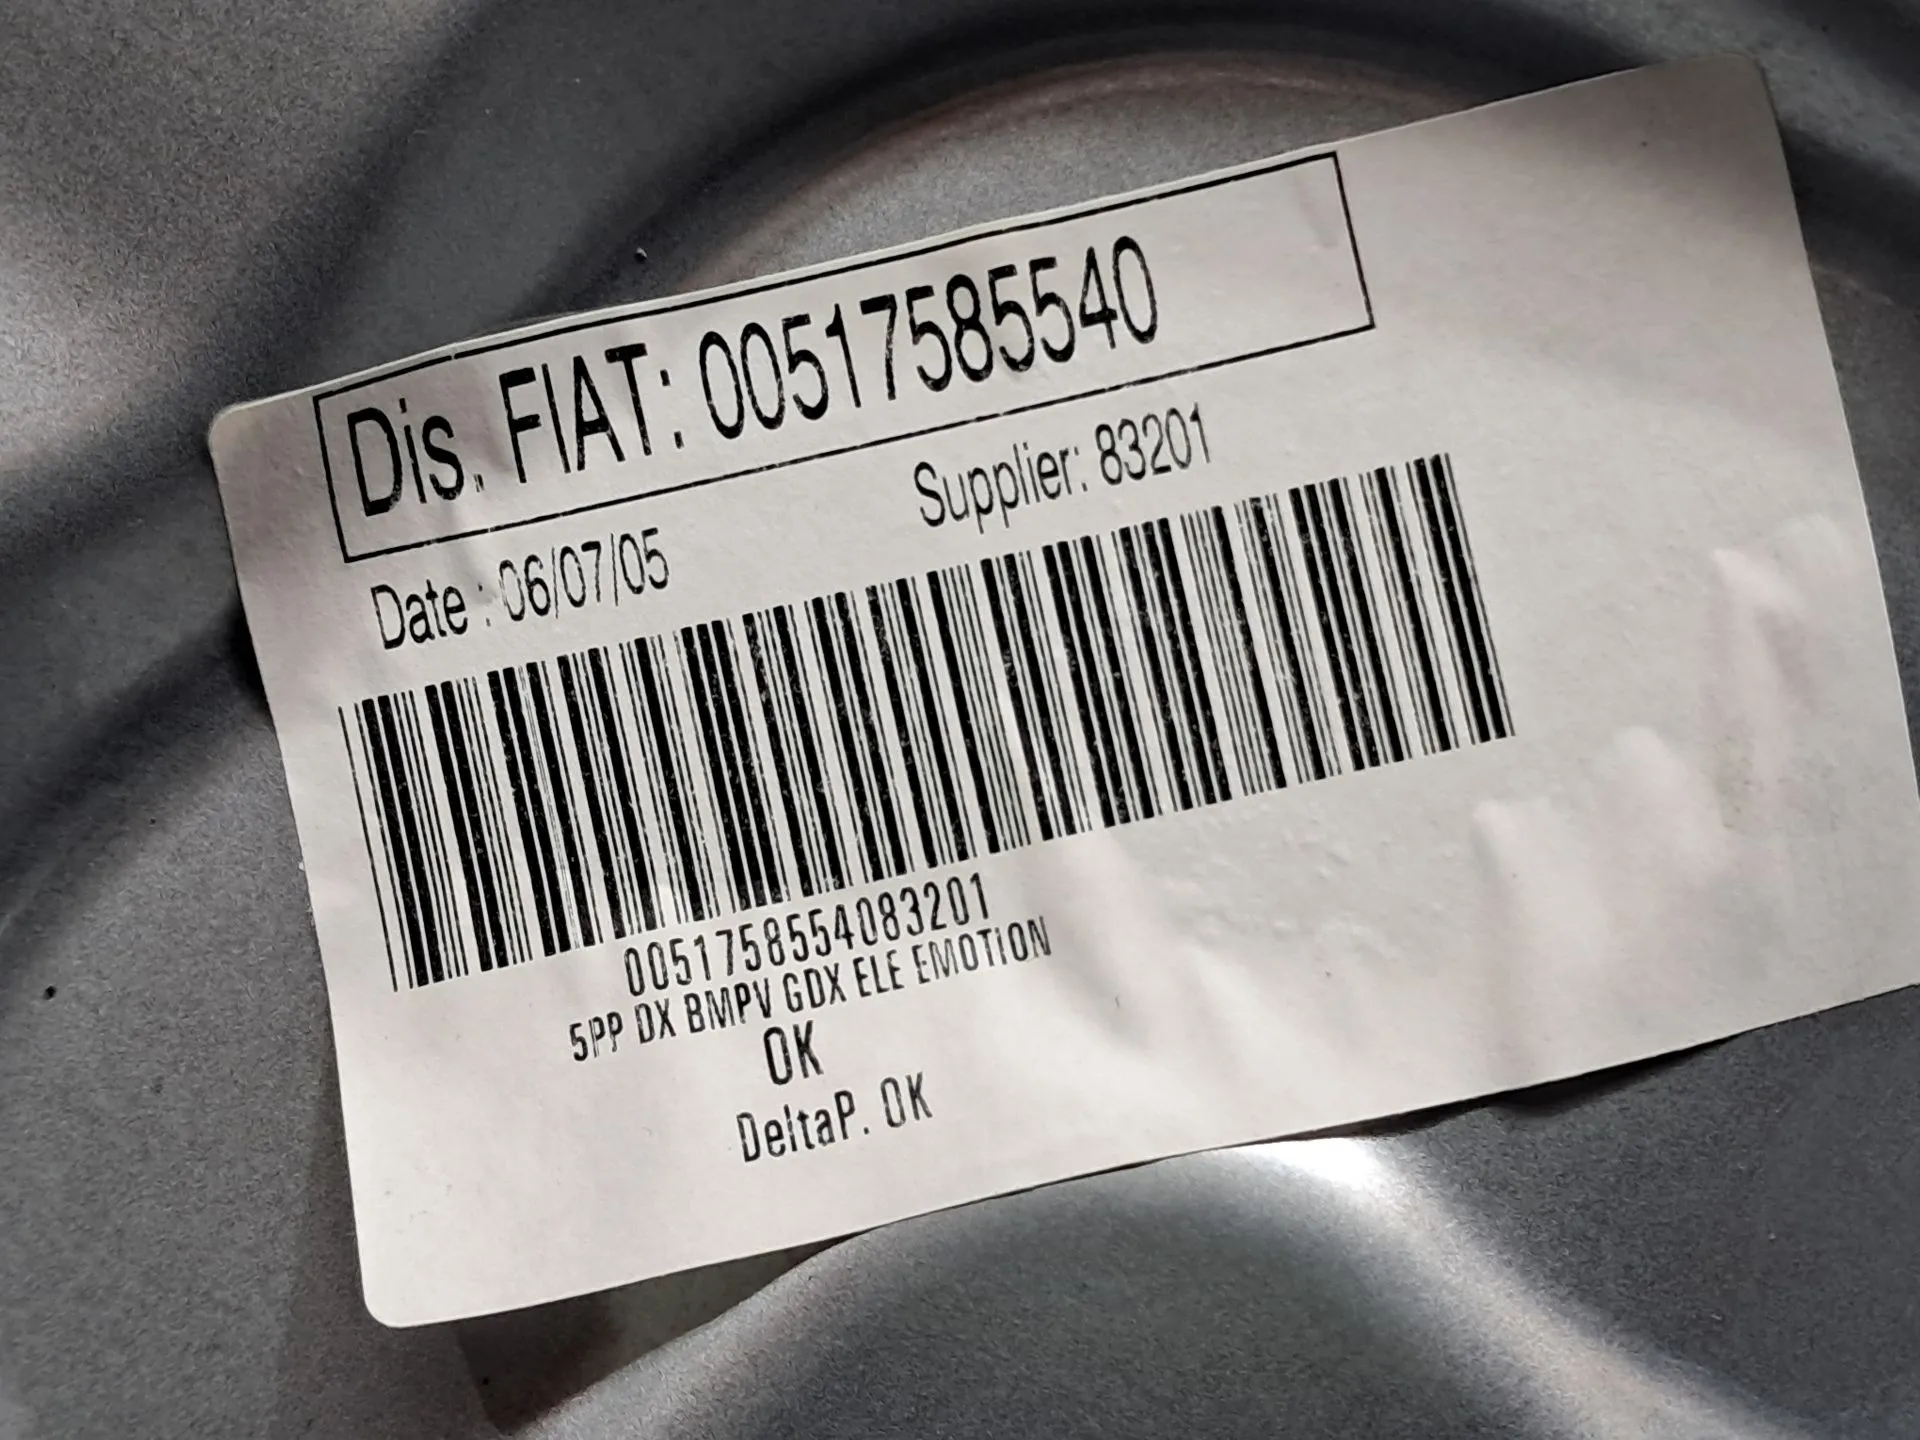 Dis. FIAT: 00517585540
Date : 06/07/05 Supplier: 83201
0051758554083201
5PP DX BMPV GDX ELE EMOTiON
OK
DeltaP. OK